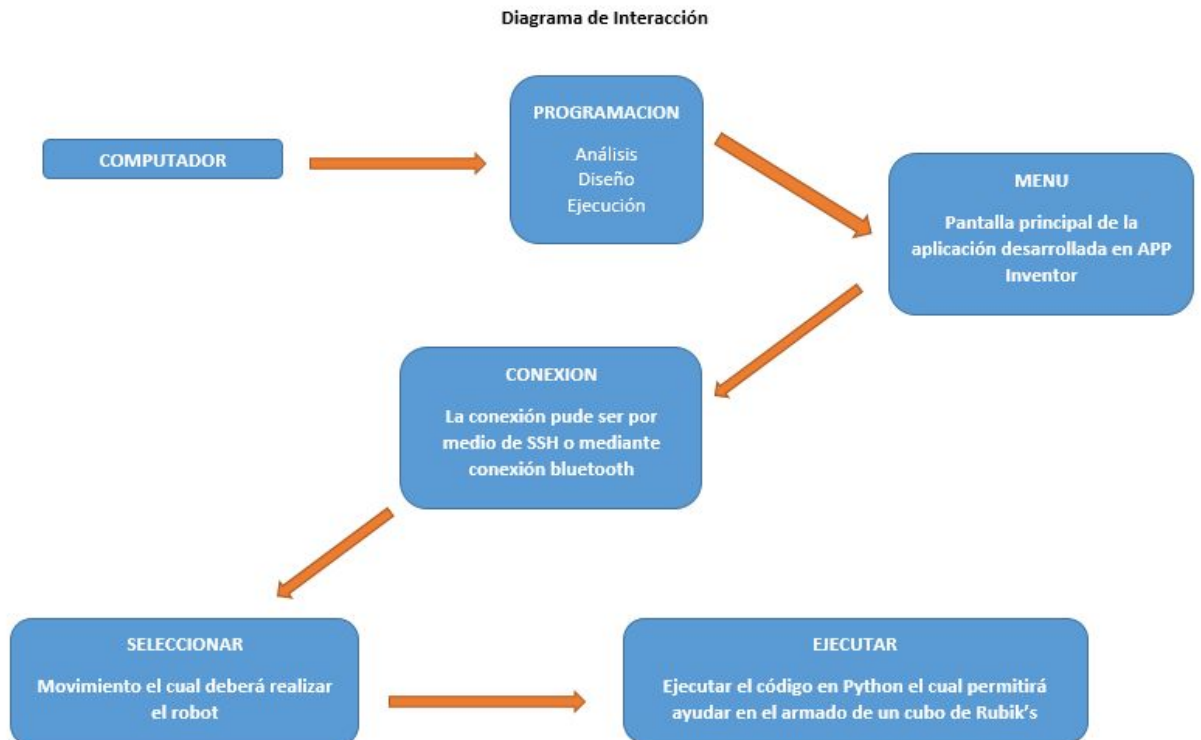 Diagrama de Interacción
COMPUTADOR
PROGRAMACION
Análisis
Diseño
Ejecución
MENU
Pantalla principal de la
aplicación desarrollada en APP
Inventor
CONEXION
La conexión pude ser por
medio de SSH o mediante
conexión bluetooth
SELECCIONAR
Movimiento el cual deberá realizar
el robot
EJECUTAR
Ejecutar el código en Python el cual permitirá
ayudar en el armado de un cubo de Rubik’s